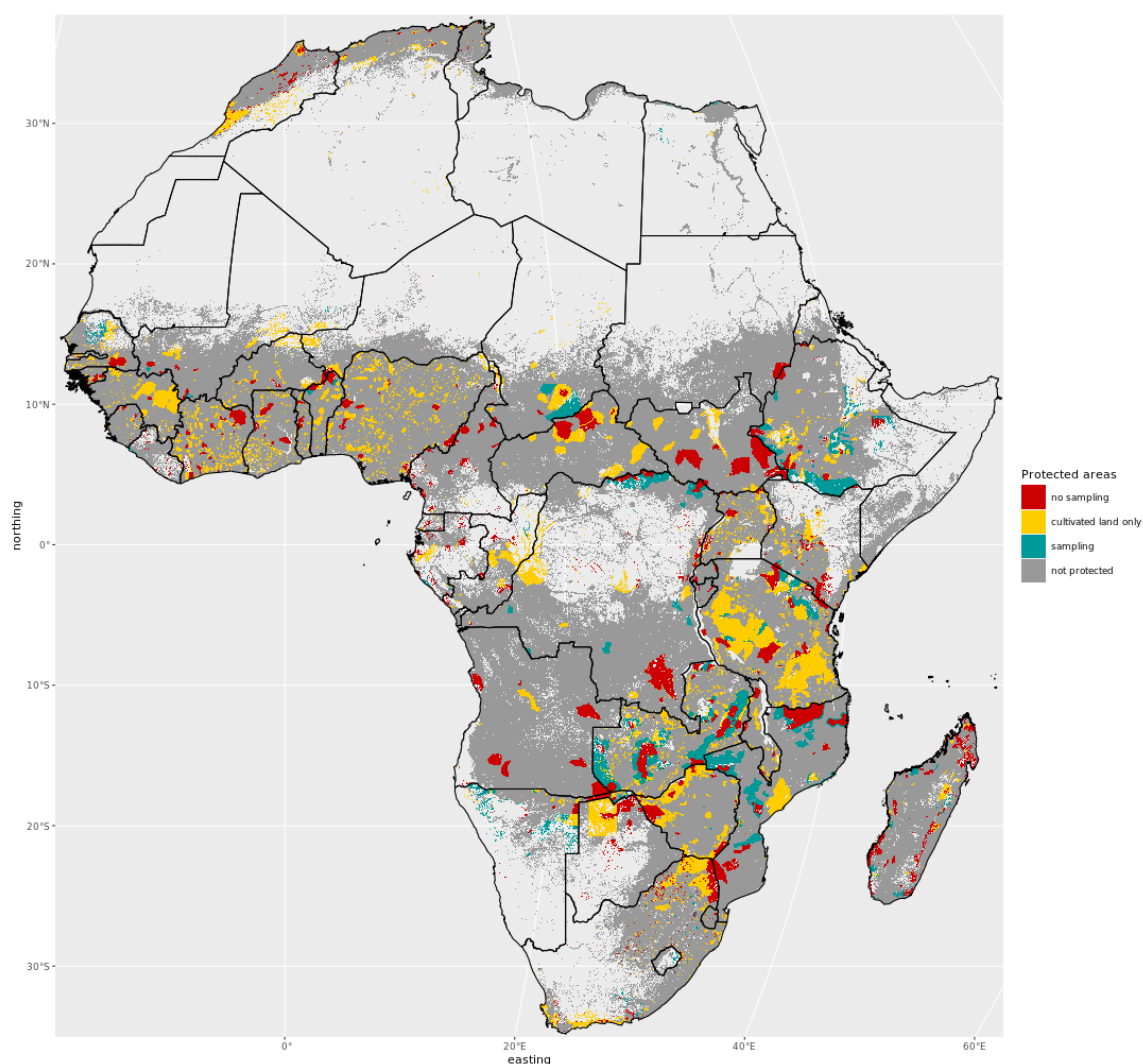 30°N
20°N
10°N
0°
10°S
20°S
30°S
northing
0°
20°E
40°E
60°E
easting
Protected areas
no sampling
cultivated land only
sampling
not protected